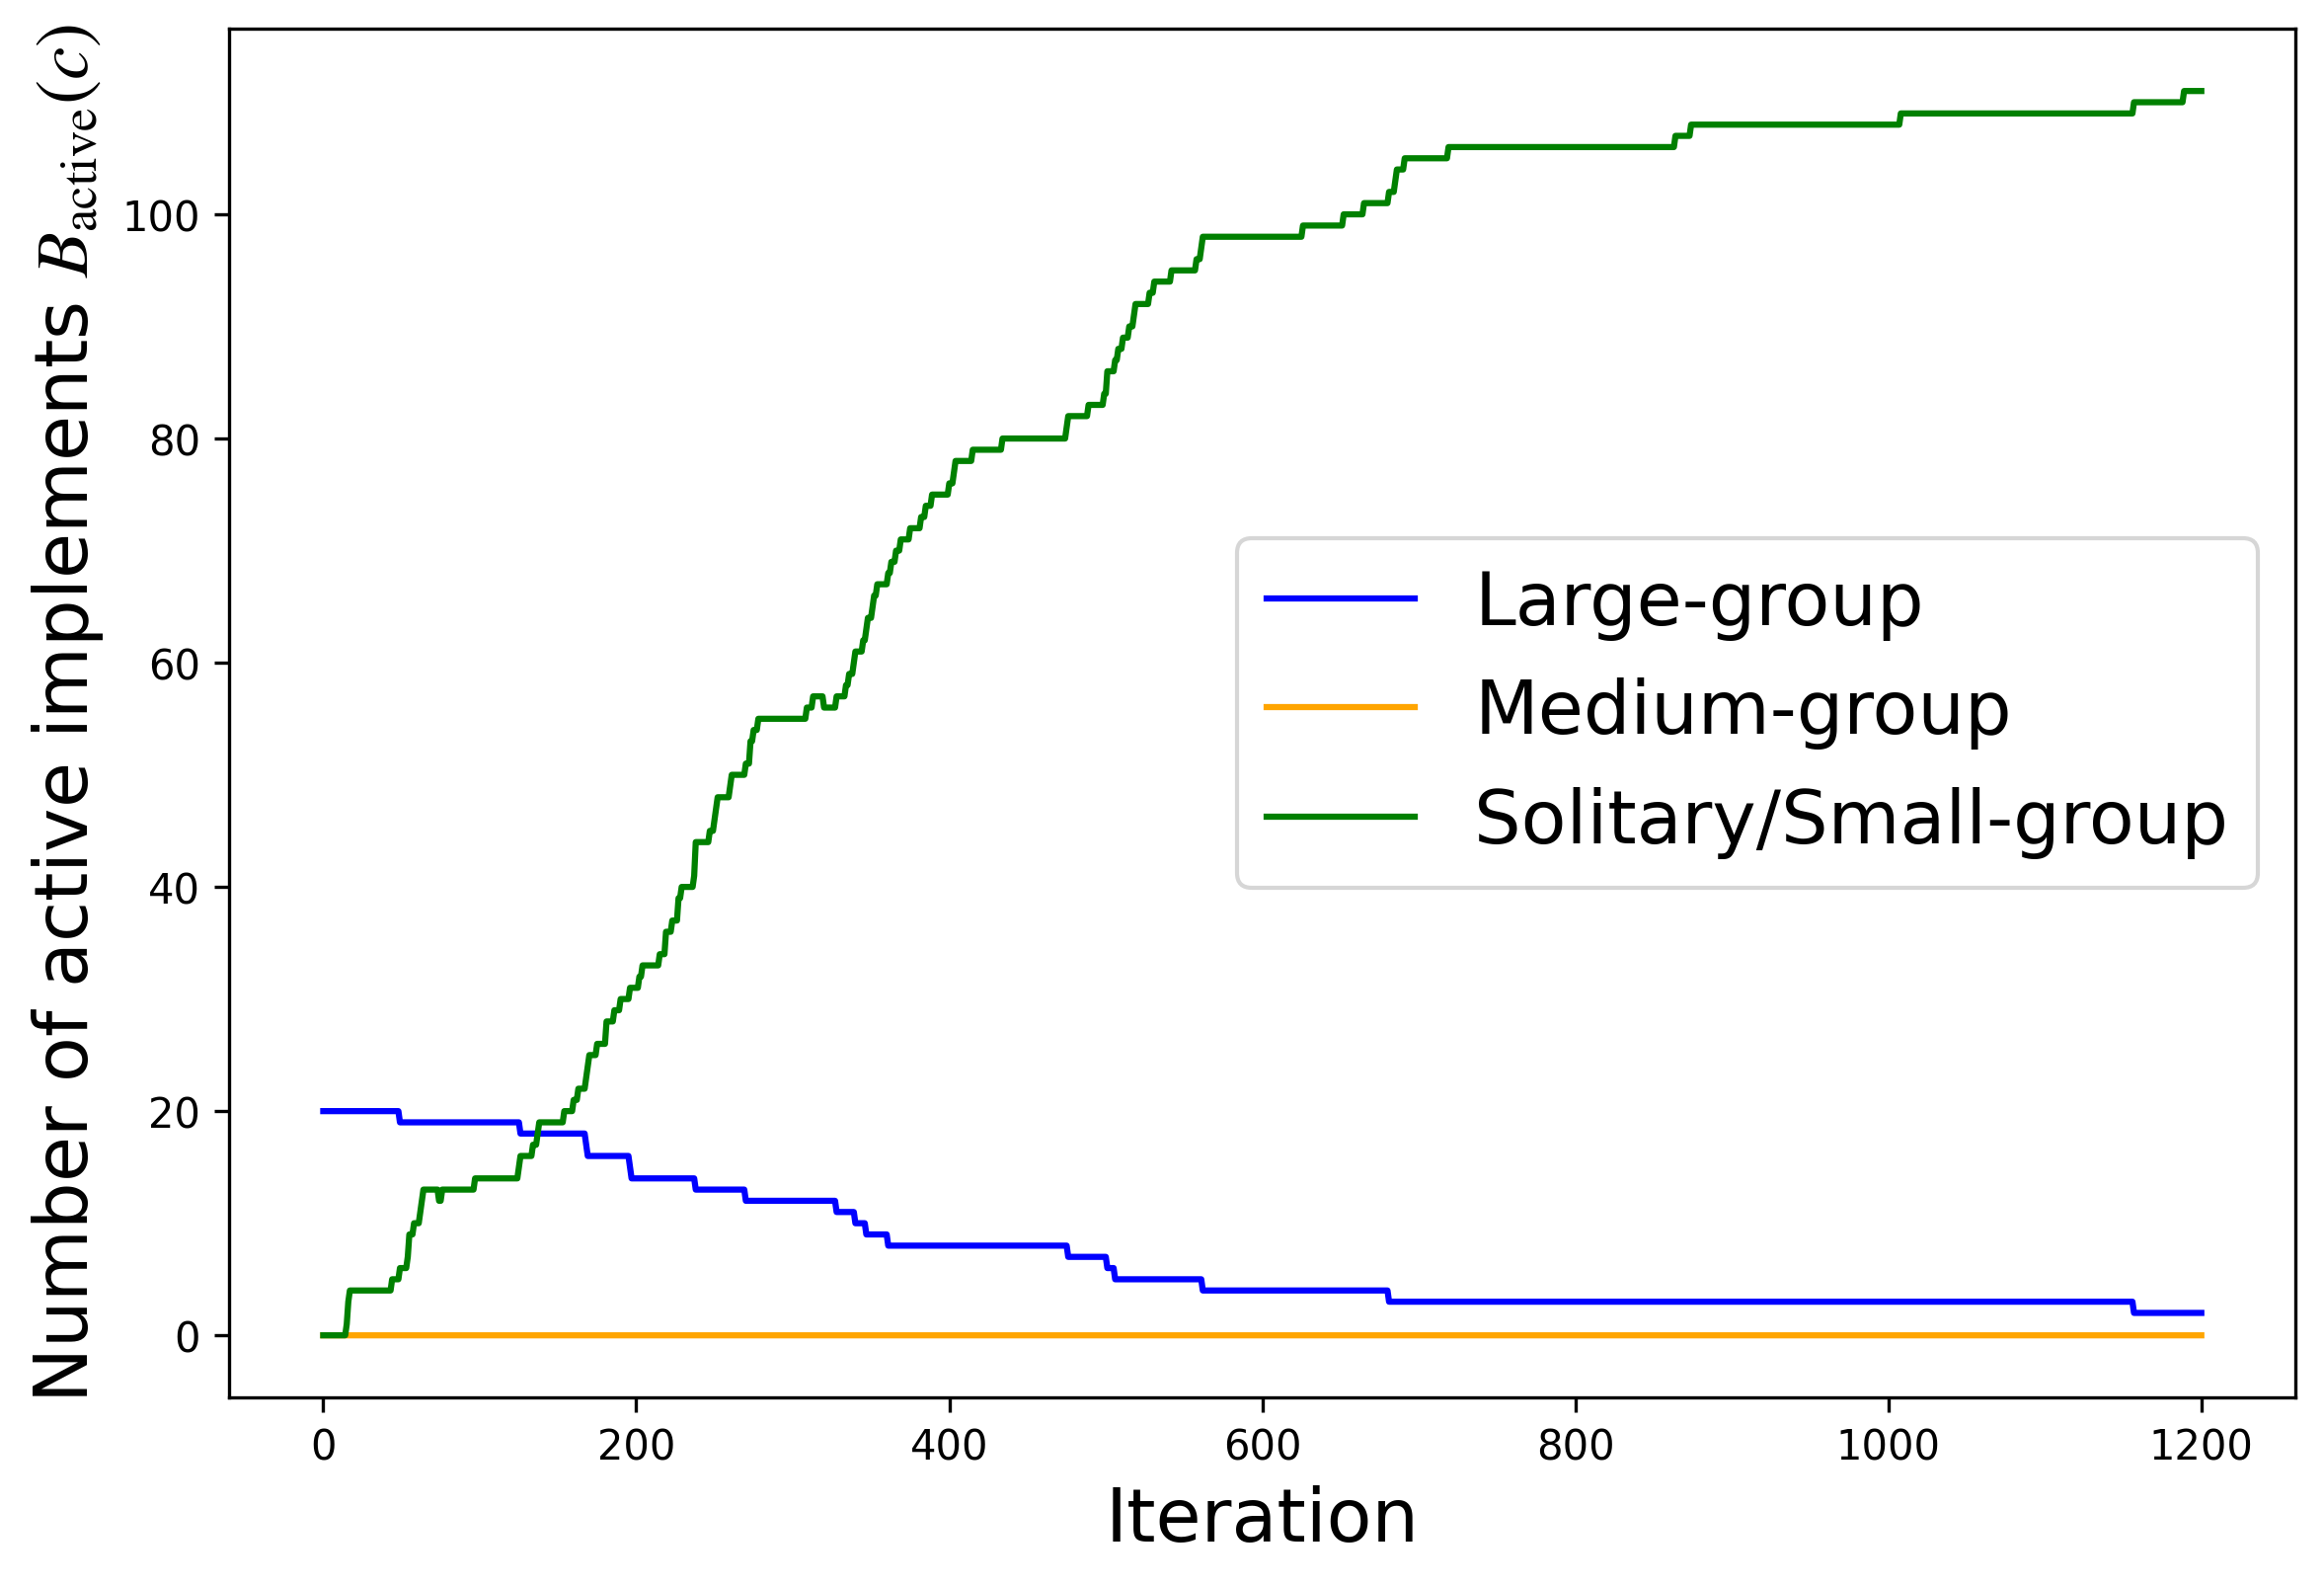 Number of active implements B_active(c)
100
80
60
40
20
0
Large-group
Medium-group
Solitary/Small-group
0 200 400 600 800 1000 1200
Iteration